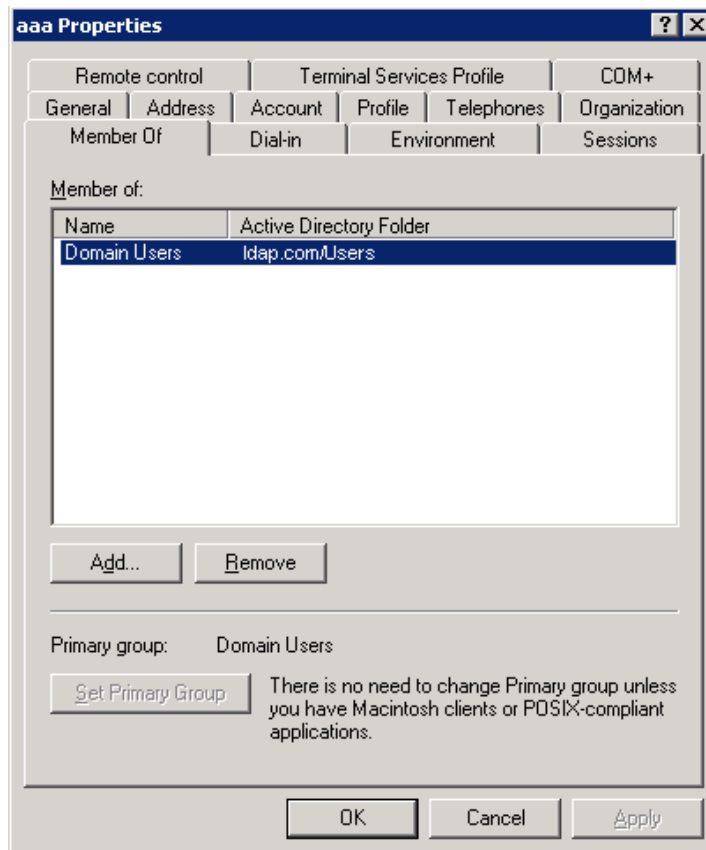 aaa Properties
Remote control Terminal Services Profile COM+
General Address Account Profile Telephones Organization
Member Of Dial-in Environment Sessions
Member of:
Name Active Directory Folder
Domain Users ldap.com/Users
Add... Remove
Primary group: Domain Users
Set Primary Group
There is no need to change Primary group unless
you have Macintosh clients or POSIX-compliant
applications.
OK Cancel Apply